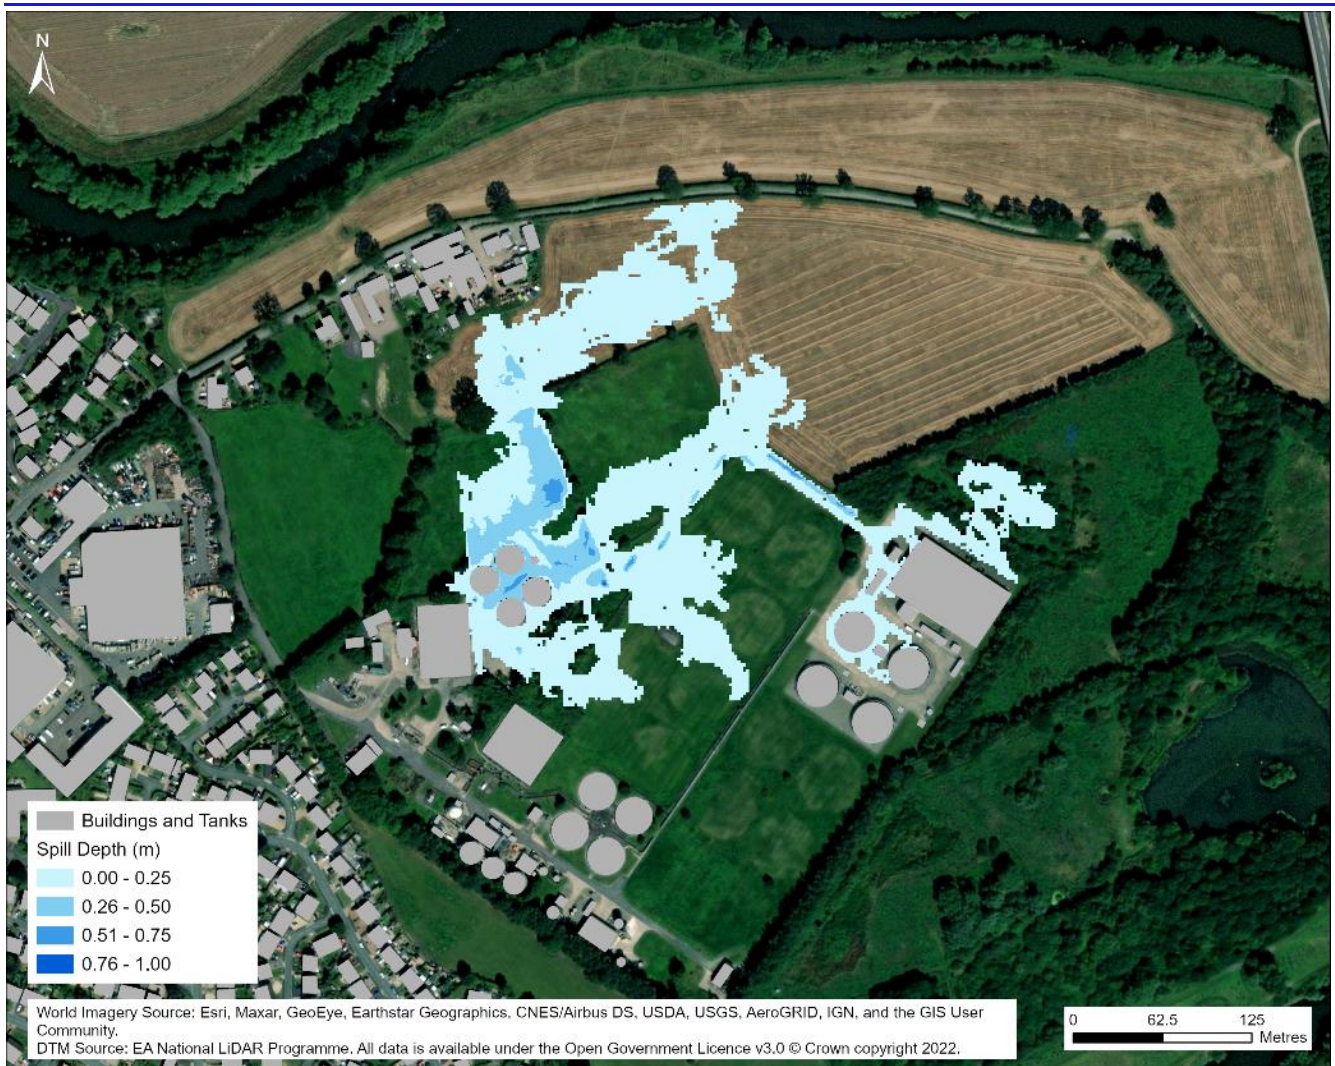 N
Buildings and Tanks
Spill Depth (m)
0.00 - 0.25
0.26 - 0.50
0.51 - 0.75
0.76 - 1.00
World Imagery Source: Esri, Maxar, GeoEye, Earthstar Geographics, CNES/Airbus DS, USDA, USGS, AeroGRID, IGN, and the GIS User
Community.
DTM Source: EA National LiDAR Programme. All data is available under the Open Government Licence v3.0 © Crown copyright 2022.
0 62.5 125
Metres